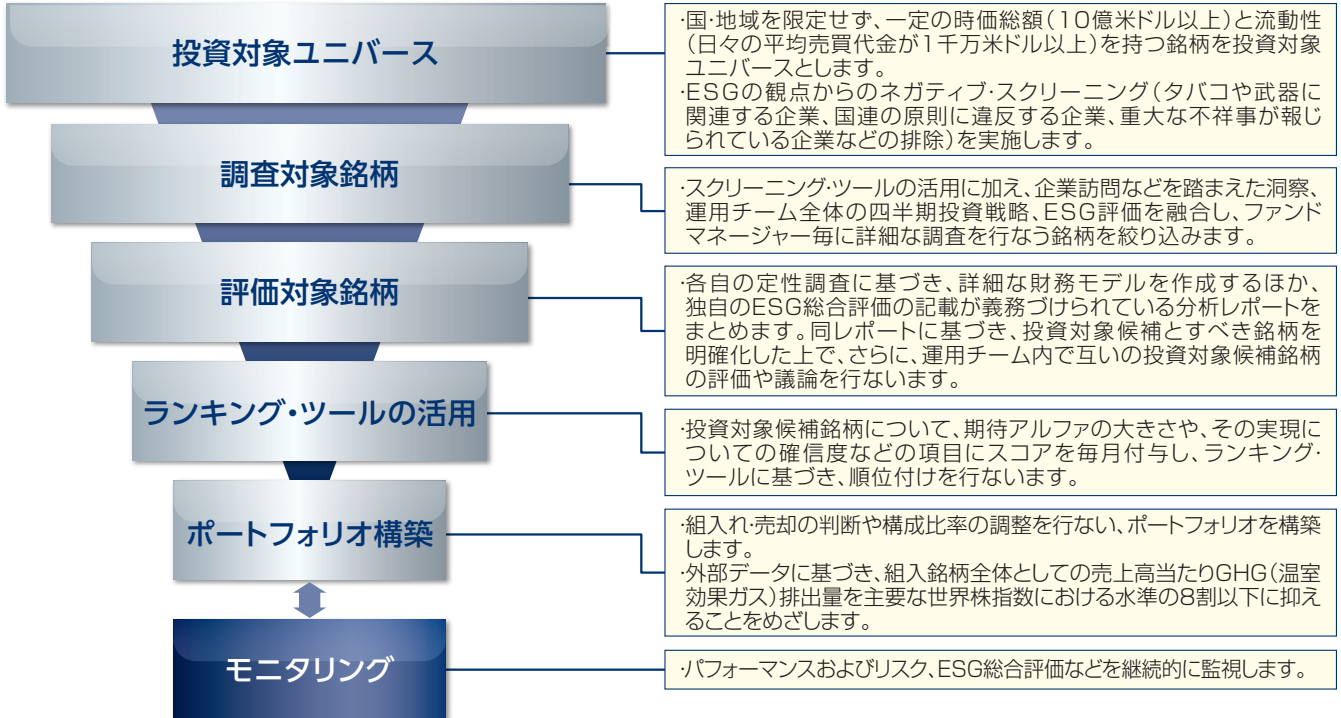 投資対象ユニバース
・国・地域を限定せず、一定の時価総額（10億米ドル以上）と流動性
（日々の平均売買代金が1千万米ドル以上）を持つ銘柄を投資対象
ユニバースとします。
・ESGの観点からのネガティブ・スクリーニング（タバコや武器に
関連する企業、国連の原則に違反する企業、重大な不祥事が報じ
られている企業などの排除）を実施します。
調査対象銘柄
・スクリーニング・ツールの活用に加え、企業訪問などを踏まえた洞察、
運用チーム全体の四半期投資戦略、ESG評価を融合し、ファンド
マネージャー毎に詳細な調査を行なう銘柄を絞り込みます。
評価対象銘柄
・各自の定性調査に基づき、詳細な財務モデルを作成するほか、
独自のESG総合評価の記載が義務づけられている分析レポートを
まとめます。同レポートに基づき、投資対象候補とすべき銘柄を
明確化した上で、さらに、運用チーム内で互いの投資対象候補銘柄
の評価や議論を行ないます。
ランキング・ツールの活用
・投資対象候補銘柄について、期待アルファの大きさや、その実現に
ついての確信度などの項目にスコアを毎月付与し、ランキング・
ツールに基づき、順位付けを行ないます。
ポートフォリオ構築
・組入れ・売却の判断や構成比率の調整を行ない、ポートフォリオを構築
します。
・外部データに基づき、組入銘柄全体としての売上高当たりGHG（温室
効果ガス）排出量を主要な世界株指数における水準の8割以下に抑え
ることをめざします。
モニタリング
・パフォーマンスおよびリスク、ESG総合評価などを継続的に監視します。